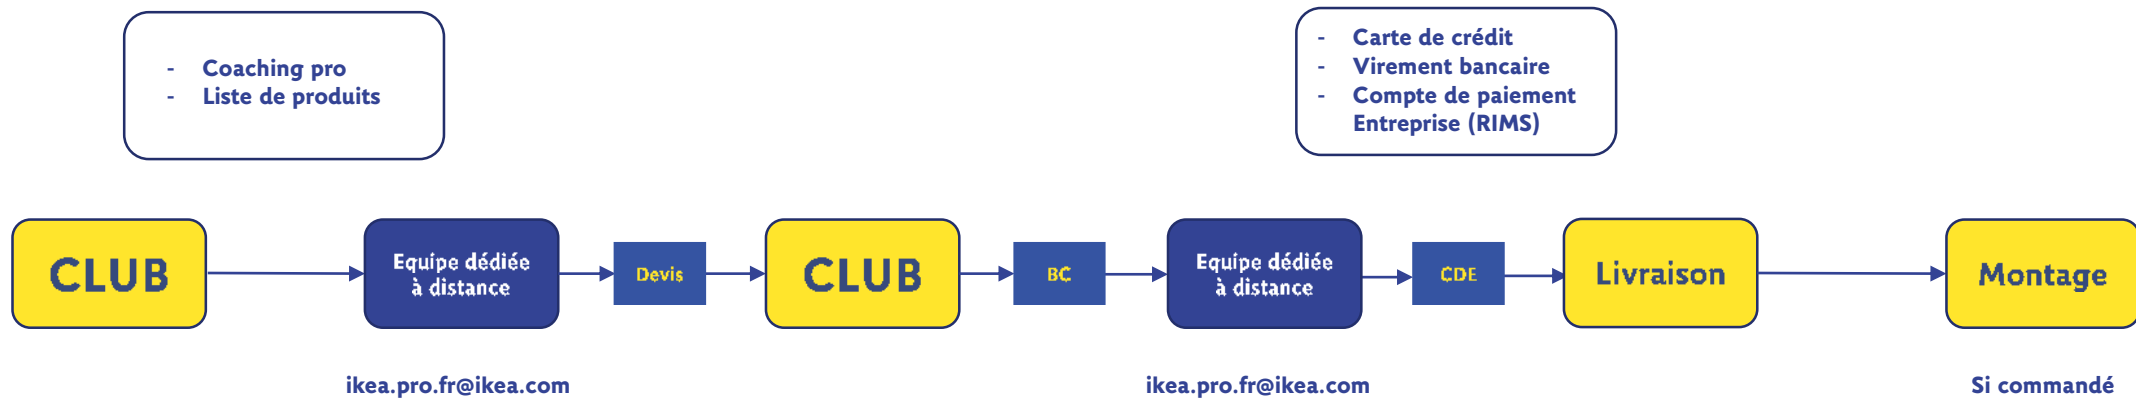 - Coaching pro
- Liste de produits
- Carte de crédit
- Virement bancaire
- Compte de paiement
Entreprise (RIMS)
CLUB
Equipe dédiée
à distance
Devis
CLUB
BC
Equipe dédiée
à distance
CDE
Livraison
Montage
ikea.pro.fr@ikea.com
ikea.pro.fr@ikea.com
Si commandé